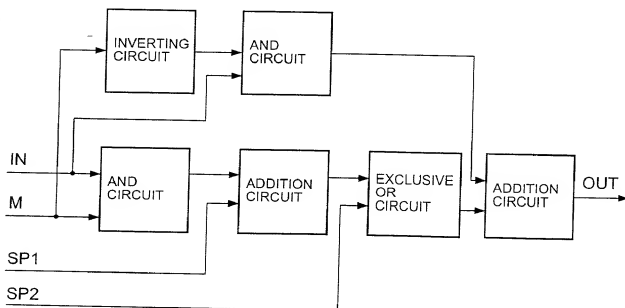 INVERTING
CIRCUIT
AND
CIRCUIT
IN
M
AND
CIRCUIT
ADDITION
CIRCUIT
EXCLUSIVE
OR
CIRCUIT
ADDITION
CIRCUIT
OUT
SP1
SP2